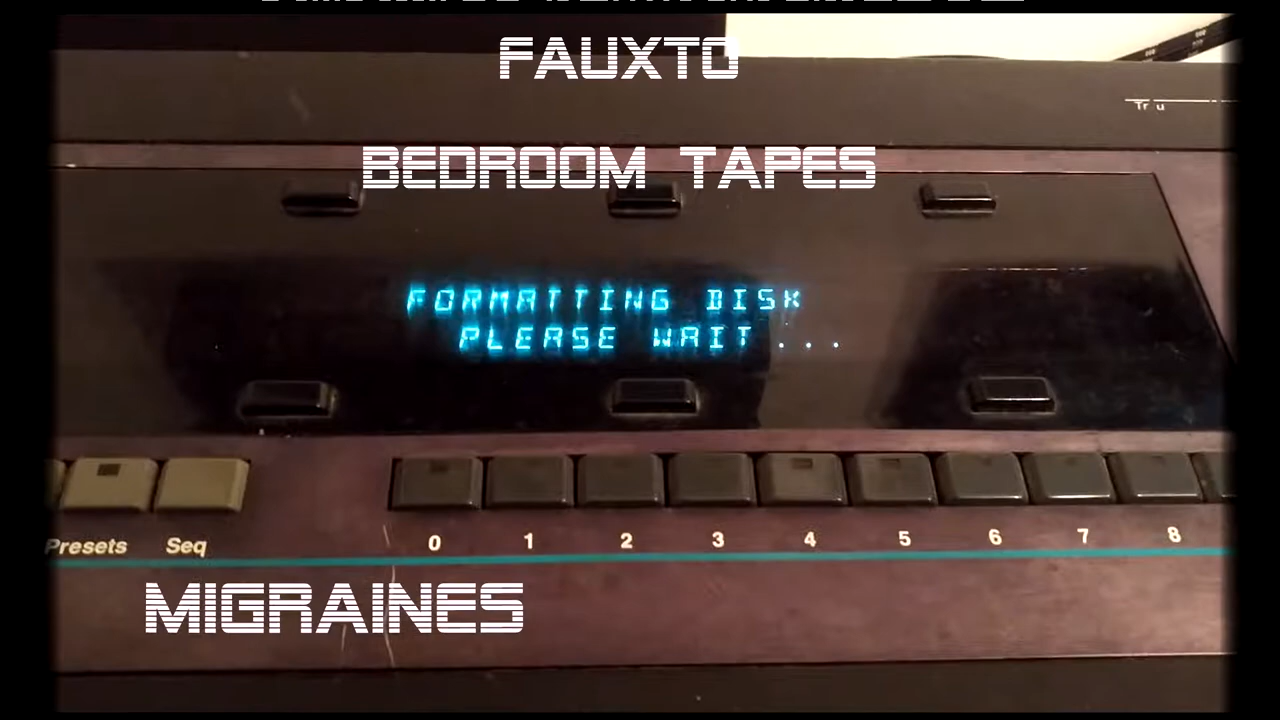 FAUXTO
BEDROOM TAPES
FORMATTING DISK
PLEASE WAIT...
Presets Seq 0 1 2 3 4 5 6 7 8
MIGRAINES